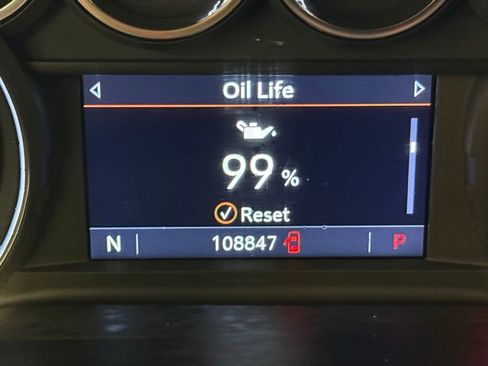 Oil Life
99 %
Reset
N 108847 P